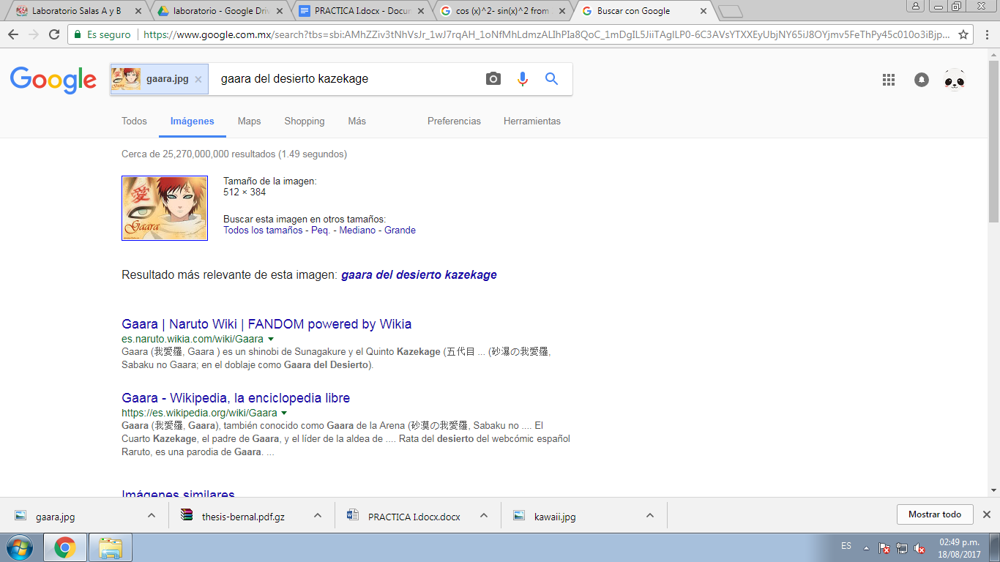 Laboratorio Salas A y B
laboratorio - Google Driv
PRACTICA I.docx - Docum
cos (x)^2- sin(x)^2 from
Buscar con Google
Es seguro
https://www.google.com.mx/search?tbs=sbi:AMhZZiv3tNhVsJr_1wJ7rqAH_1oNfMhLdmzALIhPIa8QoC_1mDgIL5JiiTAglLP0-6C3AVsYTXXEyUbjNY65iJ8OYjmv5FeThPy45c010o3iBjp...
Google
gaara.jpg
gaara del desierto kazekage
Todos
Imágenes
Maps
Shopping
Más
Preferencias
Herramientas
Cerca de 25,270,000,000 resultados (1.49 segundos)
愛
Gaara
Tamaño de la imagen:
512 × 384
Buscar esta imagen en otros tamaños:
Todos los tamaños - Peq. - Mediano - Grande
Resultado más relevante de esta imagen: gaara del desierto kazekage
Gaara | Naruto Wiki | FANDOM powered by Wikia
es.naruto.wikia.com/wiki/Gaara
Gaara (我愛羅, Gaara ) es un shinobi de Sunagakure y el Quinto Kazekage (五代目 ... (砂瀑の我愛羅,
Sabaku no Gaara; en el doblaje como Gaara del Desierto).
Gaara - Wikipedia, la enciclopedia libre
https://es.wikipedia.org/wiki/Gaara
Gaara (我愛羅, Gaara), también conocido como Gaara de la Arena (砂漠の我愛羅, Sabaku no .... El
Cuarto Kazekage, el padre de Gaara, y el líder de la aldea de .... Rata del desierto del webcómic español
Raruto, es una parodia de Gaara. ...
Imágenes similares
gaara.jpg
thesis-bernal.pdf.gz
PRACTICA I.docx.docx
kawaii.jpg
Mostrar todo
ES
02:49 p.m.
18/08/2017